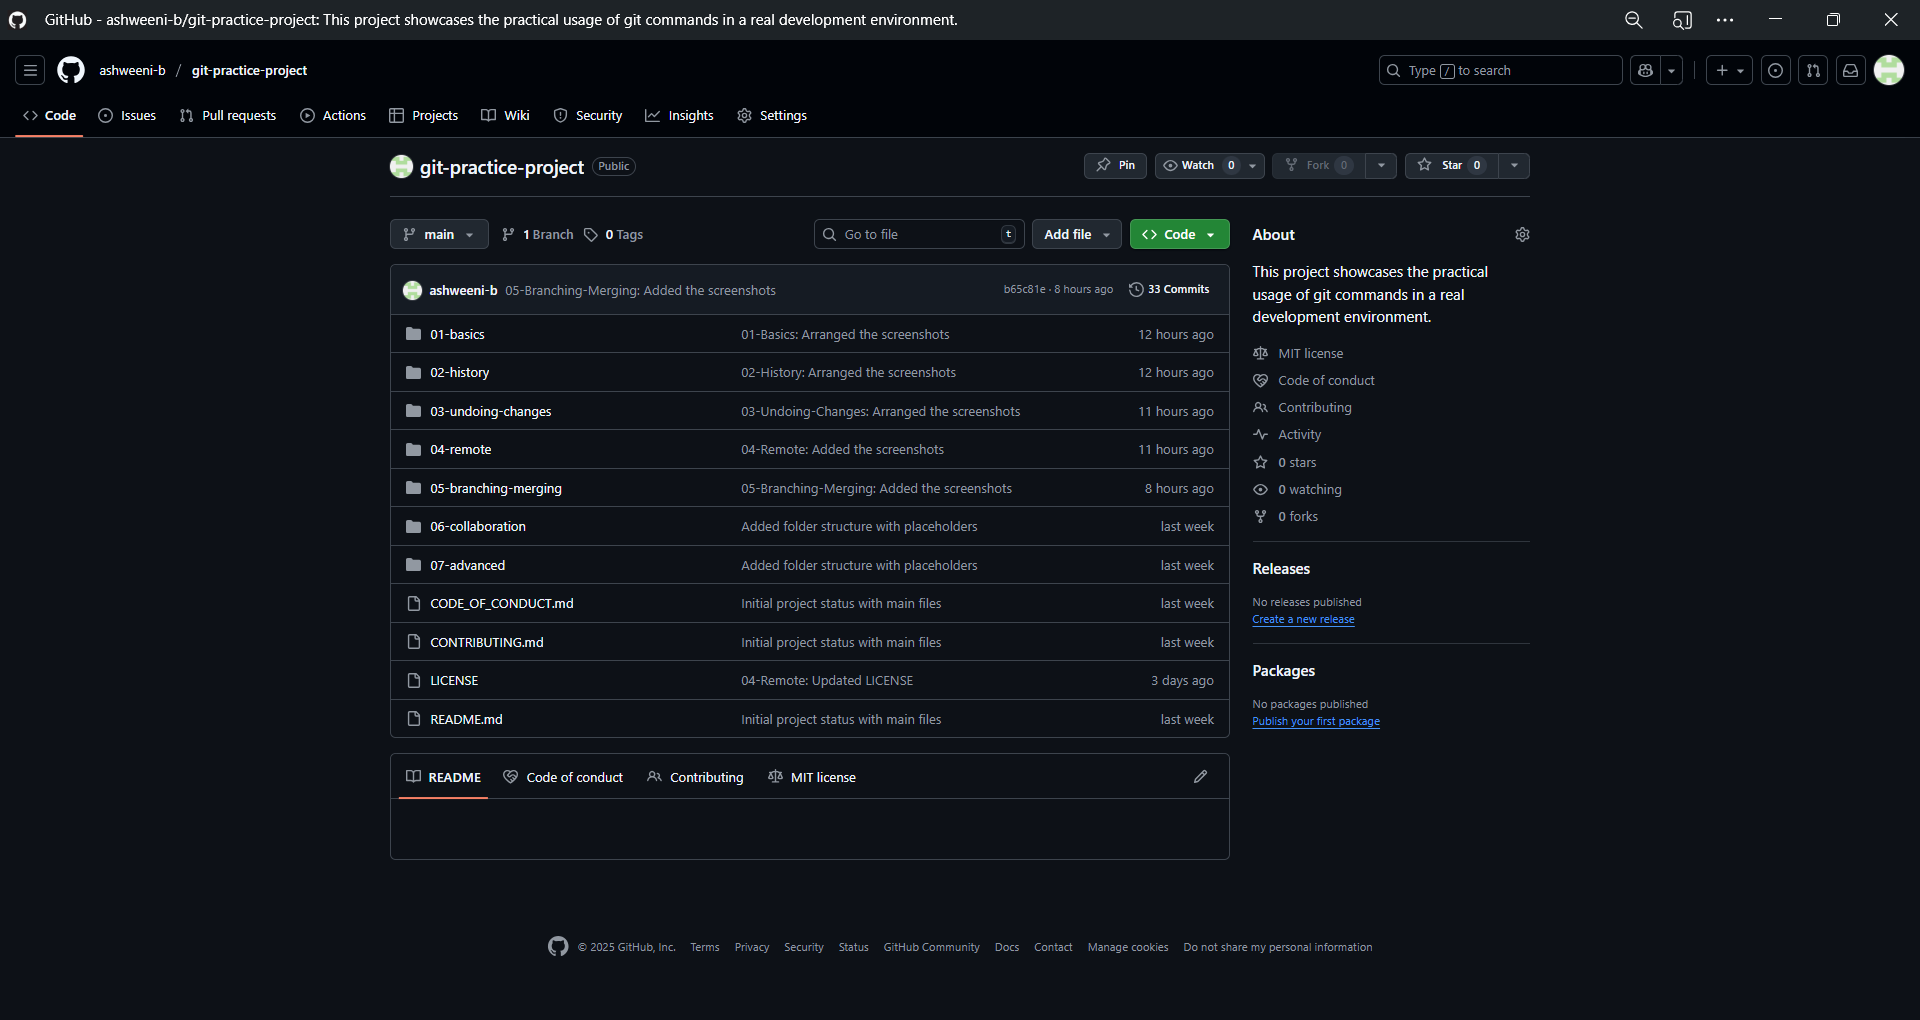 GitHub - ashweeni-b/git-practice-project: This project showcases the practical usage of git commands in a real development environment.
ashweeni-b / git-practice-project
Type / to search
Code Issues Pull requests Actions Projects Wiki Security Insights Settings
git-practice-project Public
Pin Watch 0 Fork 0 Star 0
main 1 Branch 0 Tags Go to file t Add file Code
ashweeni-b 05-Branching-Merging: Added the screenshots b65c81e · 8 hours ago 33 Commits
01-basics 01-Basics: Arranged the screenshots 12 hours ago
02-history 02-History: Arranged the screenshots 12 hours ago
03-undoing-changes 03-Undoing-Changes: Arranged the screenshots 11 hours ago
04-remote 04-Remote: Added the screenshots 11 hours ago
05-branching-merging 05-Branching-Merging: Added the screenshots 8 hours ago
06-collaboration Added folder structure with placeholders last week
07-advanced Added folder structure with placeholders last week
CODE_OF_CONDUCT.md Initial project status with main files last week
CONTRIBUTING.md Initial project status with main files last week
LICENSE 04-Remote: Updated LICENSE 3 days ago
README.md Initial project status with main files last week
README Code of conduct Contributing MIT license
About
This project showcases the practical
usage of git commands in a real
development environment.
MIT license
Code of conduct
Contributing
Activity
0 stars
0 watching
0 forks
Releases
No releases published
Create a new release
Packages
No packages published
Publish your first package
© 2025 GitHub, Inc. Terms Privacy Security Status GitHub Community Docs Contact Manage cookies Do not share my personal information